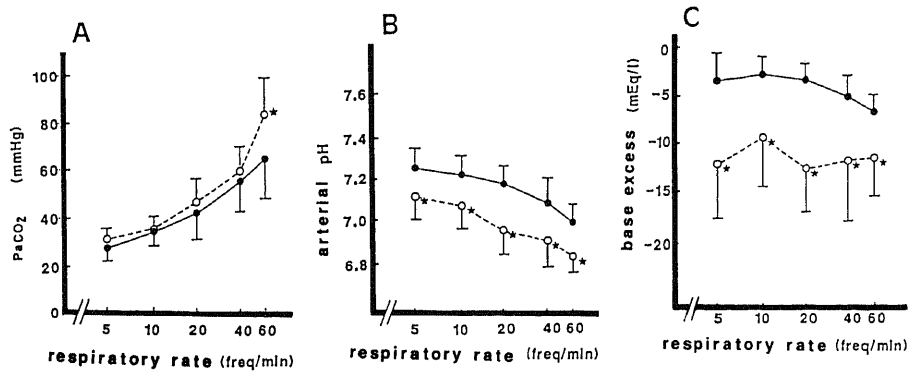 A
PaCO2 (mmHg)
100
80
60
40
20
0
★
5 10 20 40 60
respiratory rate (freq/min)
B
arterial pH
7.6
7.4
7.2
7.0
6.8
★ ★ ★ ★ ★
5 10 20 40 60
respiratory rate (freq/min)
C
base excess (mEq/l)
0
-5
-10
-15
-20
★ ★ ★ ★ ★
5 10 20 40 60
respiratory rate (freq/min)